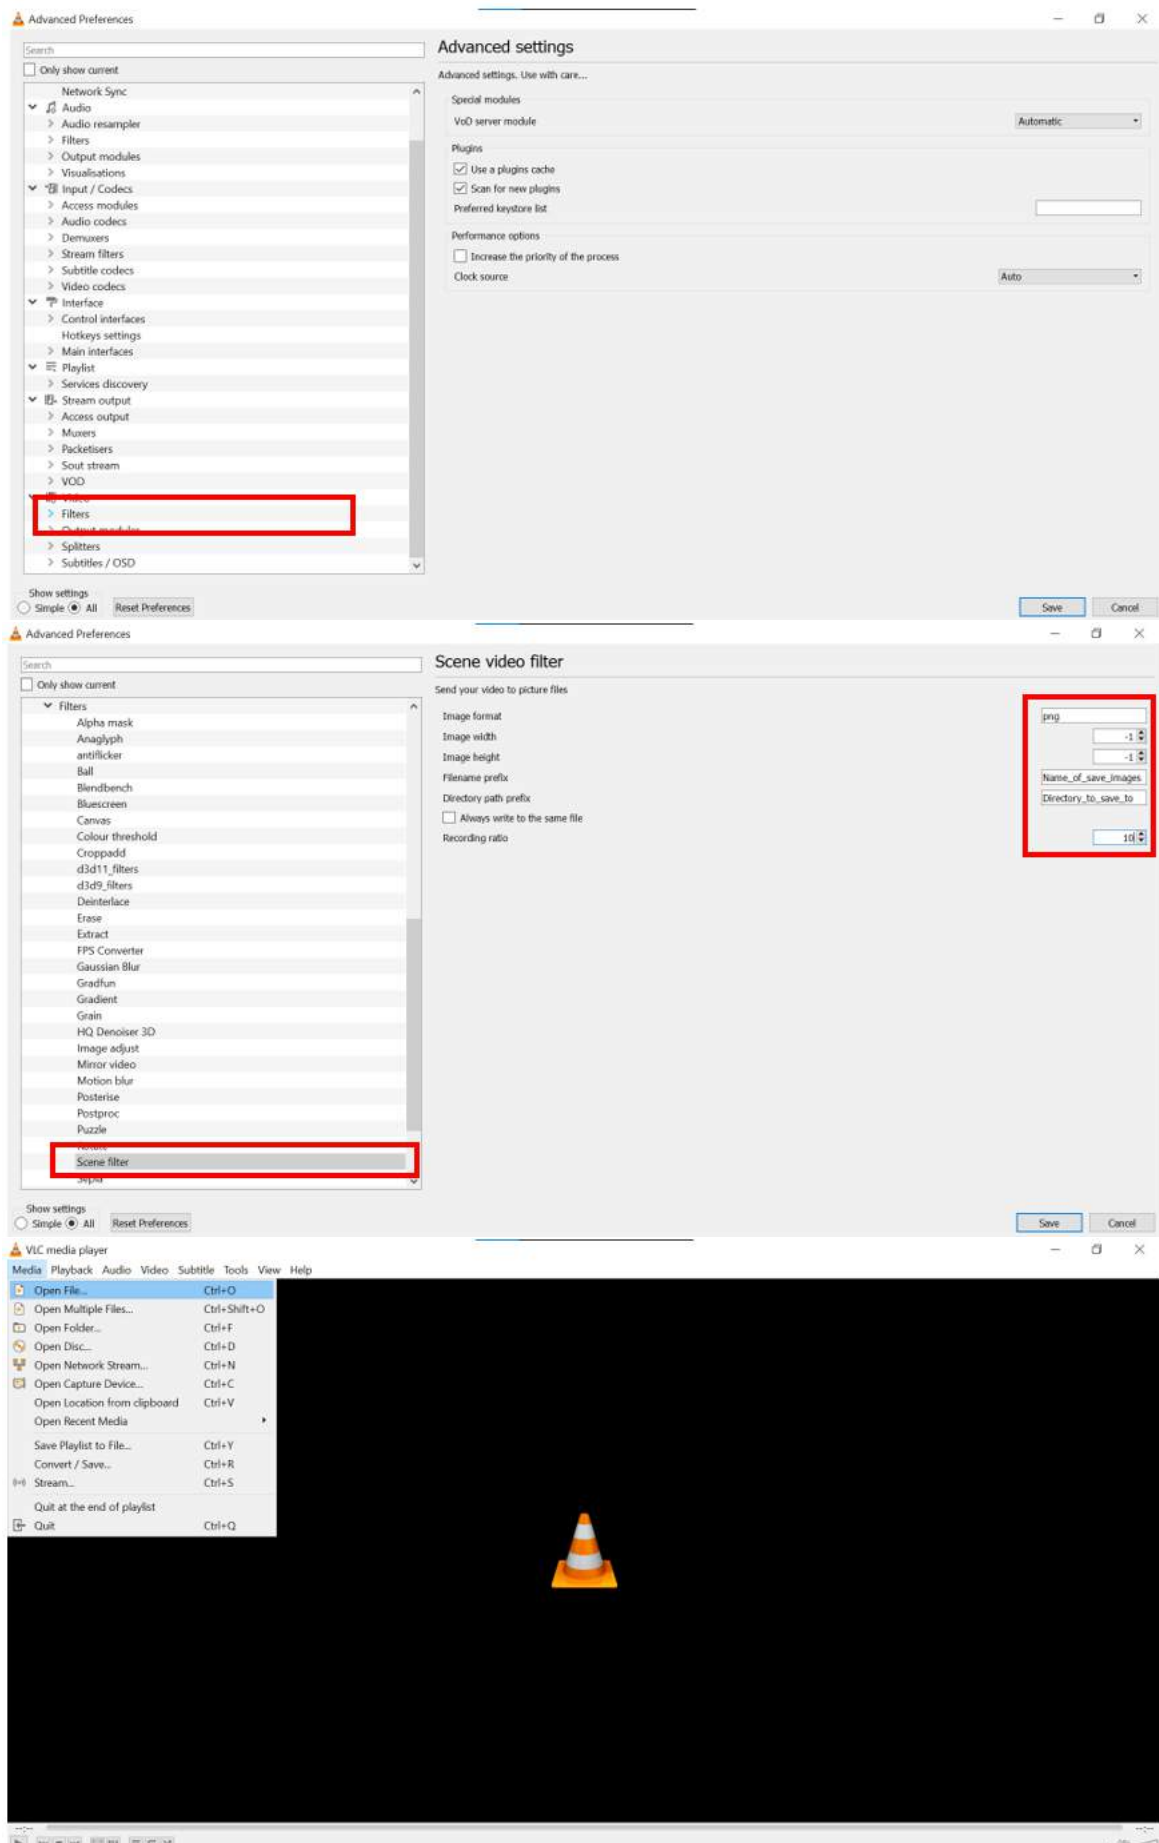 Advanced Preferences
Search
Only show current
Network Sync
Audio
Audio resampler
Filters
Output modules
Visualisations
Input / Codecs
Access modules
Audio codecs
Demuxers
Stream filters
Subtitle codecs
Video codecs
Interface
Control interfaces
Hotkeys settings
Main interfaces
Playlist
Services discovery
Stream output
Access output
Muxers
Packetisers
Sout stream
VOD
Video
Filters
Output modules
Splitters
Subtitles / OSD
Show settings
Simple All Reset Preferences
Advanced settings
Advanced settings. Use with care...
Special modules
VoD server module Automatic
Plugins
Use a plugins cache
Scan for new plugins
Preferred keystore list
Performance options
Increase the priority of the process
Clock source Auto
Save Cancel
Advanced Preferences
Search
Only show current
Filters
Alpha mask
Anaglyph
antiflicker
Ball
Blendbench
Bluescreen
Canvas
Colour threshold
Croppadd
d3d11_filters
d3d9_filters
Deinterlace
Erase
Extract
FPS Converter
Gaussian Blur
Gradfun
Gradient
Grain
HQ Denoiser 3D
Image adjust
Mirror video
Motion blur
Posterise
Postproc
Puzzle
Rotate
Scene filter
Sepia
Show settings
Simple All Reset Preferences
Scene video filter
Send your video to picture files
Image format png
Image width -1
Image height -1
Filename prefix Name_of_save_images
Directory path prefix Directory_to_save_to
Always write to the same file
Recording ratio 10
Save Cancel
VLC media player
Media Playback Audio Video Subtitle Tools View Help
Open File... Ctrl+O
Open Multiple Files... Ctrl+Shift+O
Open Folder... Ctrl+F
Open Disc... Ctrl+D
Open Network Stream... Ctrl+N
Open Capture Device... Ctrl+C
Open Location from clipboard Ctrl+V
Open Recent Media
Save Playlist to File... Ctrl+Y
Convert / Save... Ctrl+R
Stream... Ctrl+S
Quit at the end of playlist
Quit Ctrl+Q
--:-- --:--